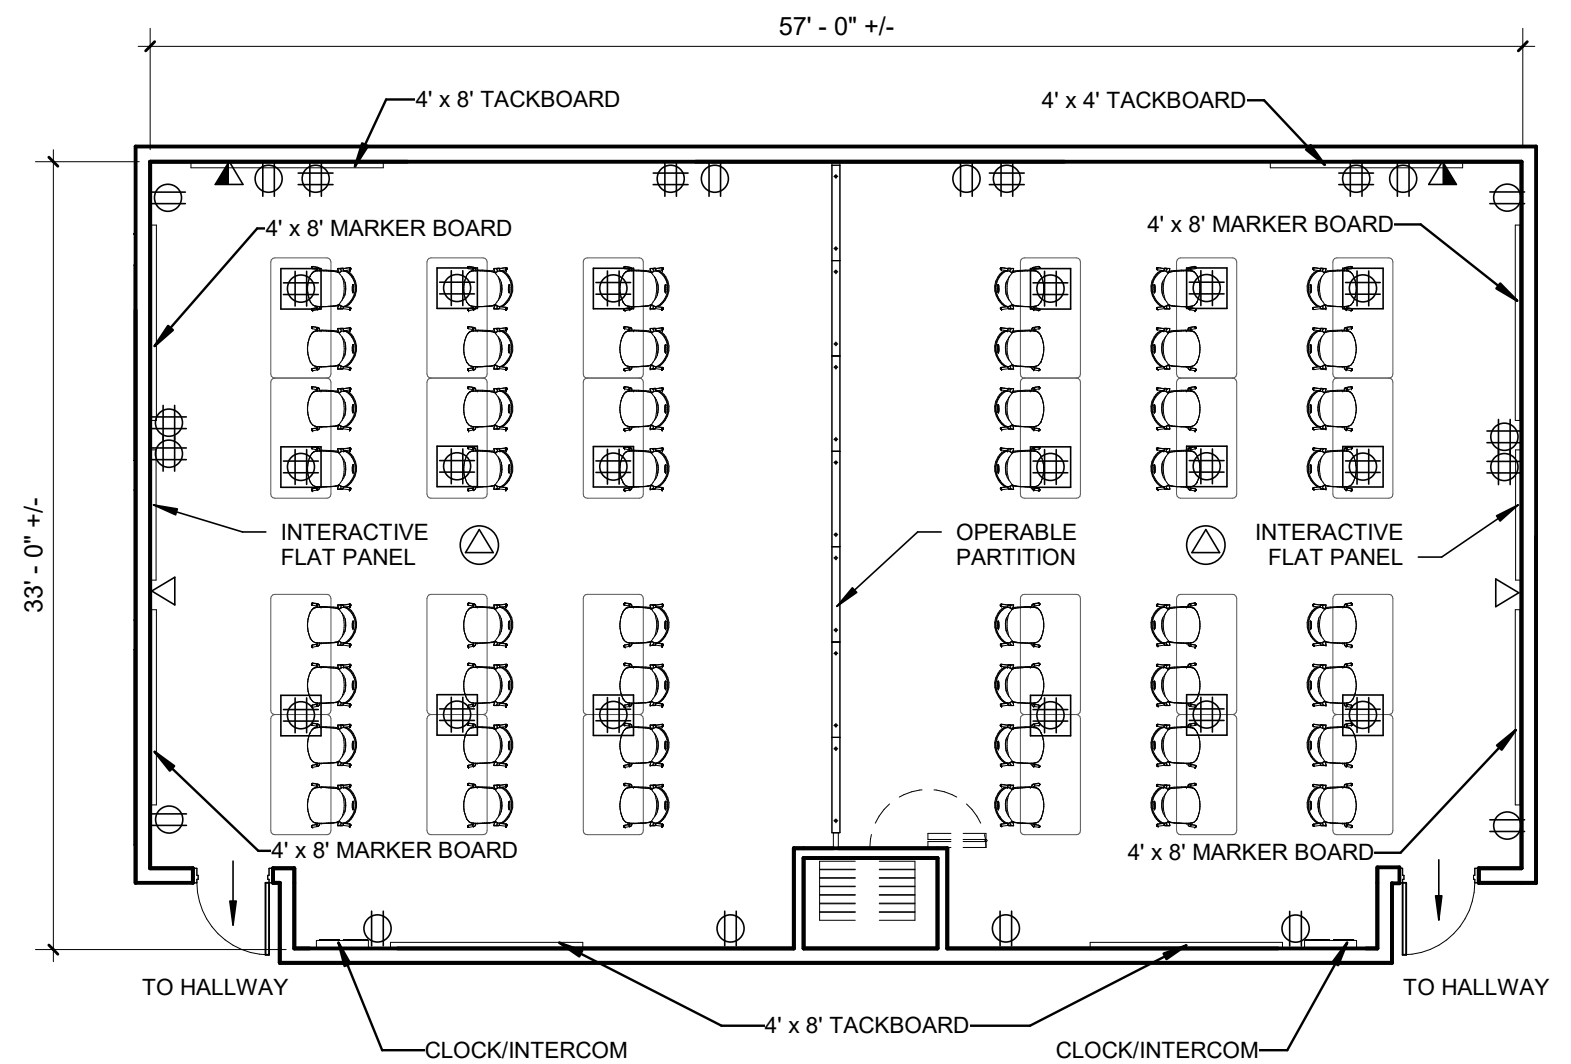 57' - 0" +/-
4' x 8' TACKBOARD
4' x 4' TACKBOARD
4' x 8' MARKER BOARD
4' x 8' MARKER BOARD
33' - 0" +/-
INTERACTIVE
FLAT PANEL
OPERABLE
PARTITION
INTERACTIVE
FLAT PANEL
4' x 8' MARKER BOARD
4' x 8' MARKER BOARD
TO HALLWAY
TO HALLWAY
4' x 8' TACKBOARD
CLOCK/INTERCOM
CLOCK/INTERCOM